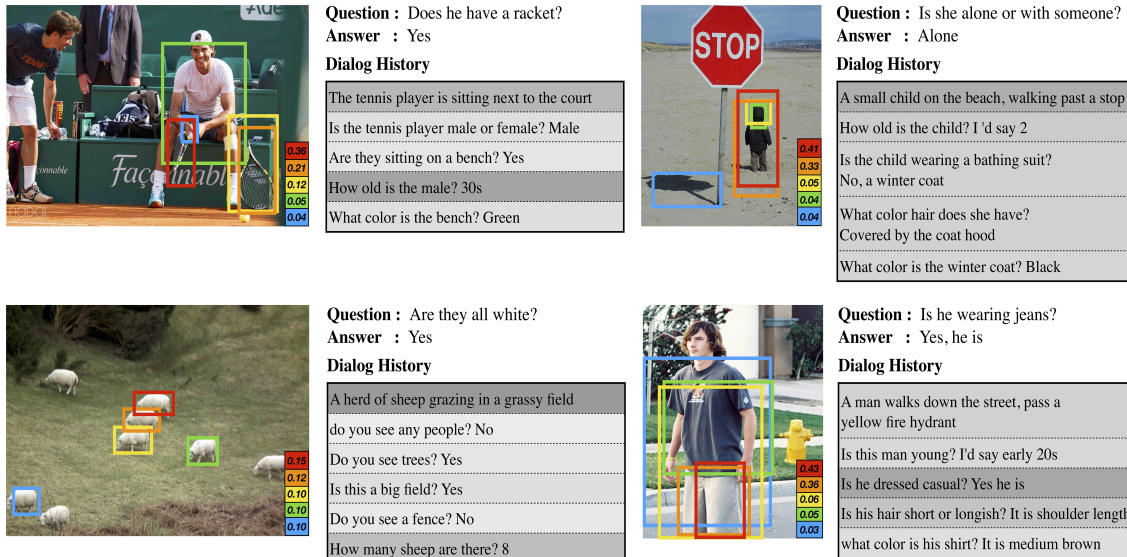 Question : Does he have a racket?
Answer : Yes
Dialog History
The tennis player is sitting next to the court
Is the tennis player male or female? Male
Are they sitting on a bench? Yes
How old is the male? 30s
What color is the bench? Green
0.36
0.21
0.12
0.05
0.04
Question : Is she alone or with someone?
Answer : Alone
Dialog History
A small child on the beach, walking past a stop
How old is the child? I 'd say 2
Is the child wearing a bathing suit?
No, a winter coat
What color hair does she have?
Covered by the coat hood
What color is the winter coat? Black
STOP
0.41
0.33
0.05
0.04
0.04
Question : Are they all white?
Answer : Yes
Dialog History
A herd of sheep grazing in a grassy field
do you see any people? No
Do you see trees? Yes
Is this a big field? Yes
Do you see a fence? No
How many sheep are there? 8
0.15
0.12
0.10
0.10
0.10
Question : Is he wearing jeans?
Answer : Yes, he is
Dialog History
A man walks down the street, pass a
yellow fire hydrant
Is this man young? I'd say early 20s
Is he dressed casual? Yes he is
Is his hair short or longish? It is shoulder length
what color is his shirt? It is medium brown
0.43
0.36
0.06
0.05
0.03